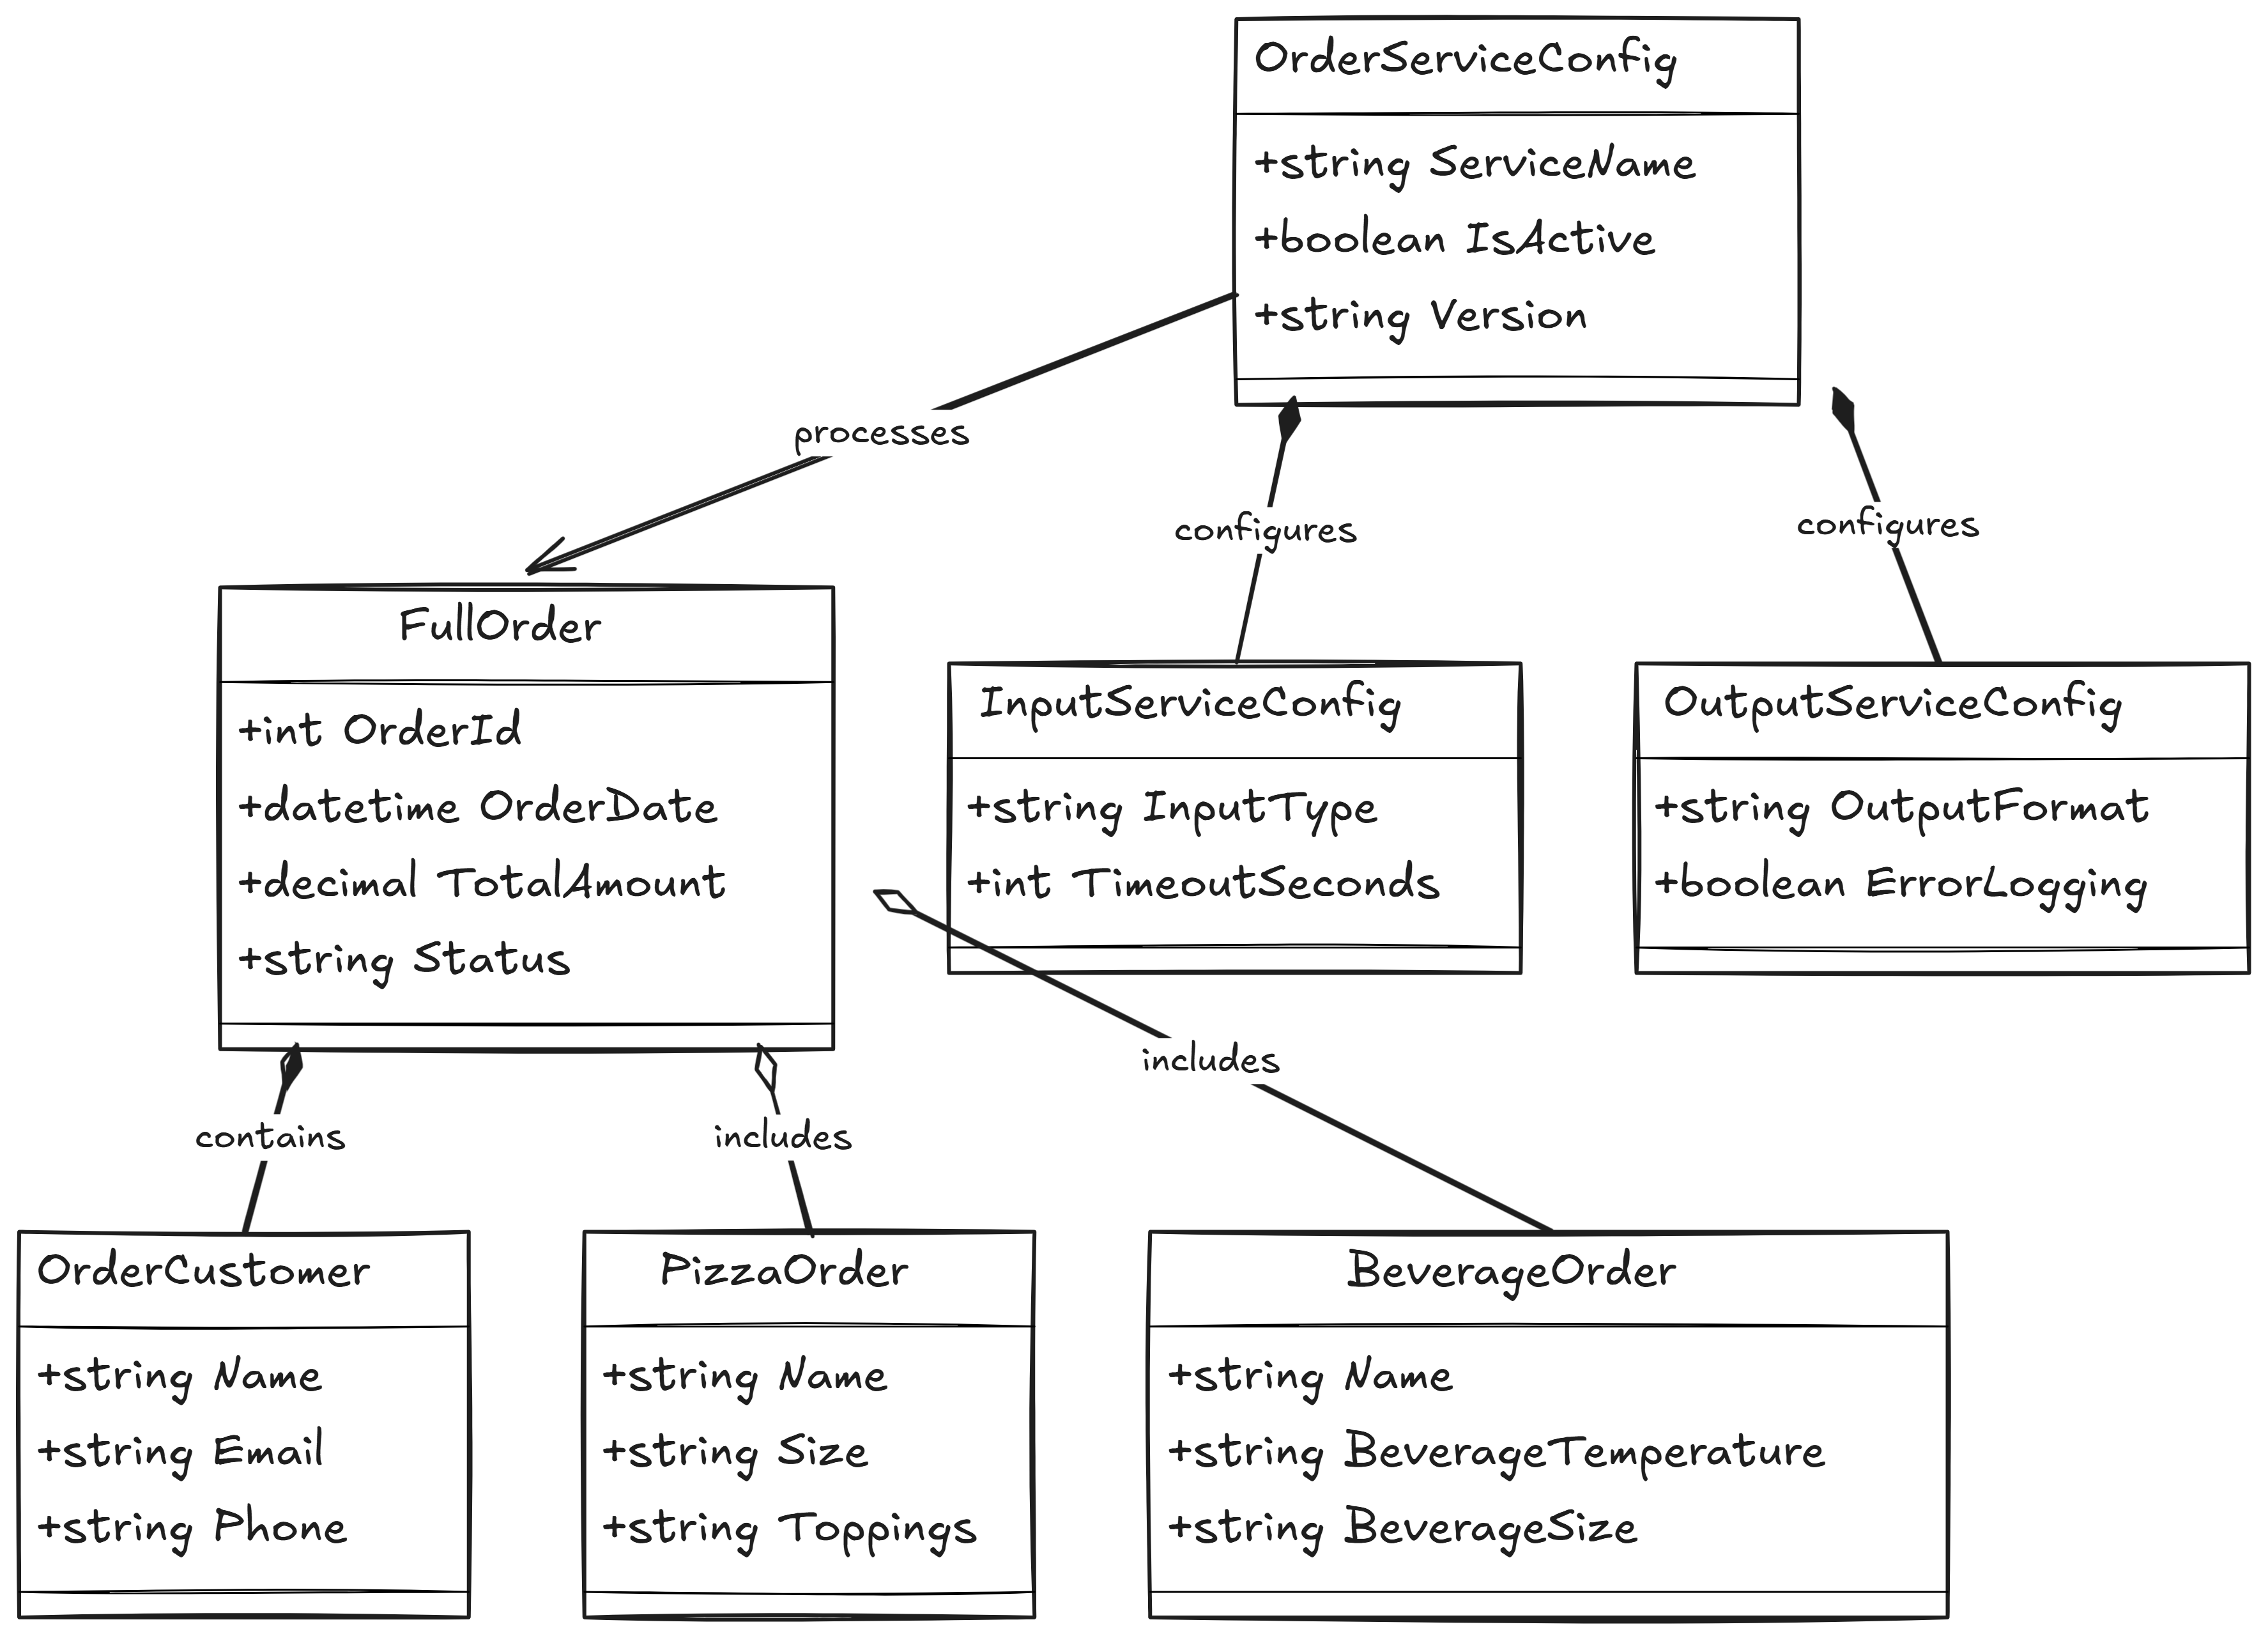 OrderServiceConfig
+string ServiceName
+boolean IsActive
+string Version
processes
configures
configures
FullOrder
+int OrderId
+datetime OrderDate
+decimal TotalAmount
+string Status
InputServiceConfig
+string InputType
+int TimeoutSeconds
OutputServiceConfig
+string OutputFormat
+boolean ErrorLogging
includes
contains
includes
OrderCustomer
+string Name
+string Email
+string Phone
PizzaOrder
+string Name
+string Size
+string Toppings
BeverageOrder
+string Name
+string BeverageTemperature
+string BeverageSize